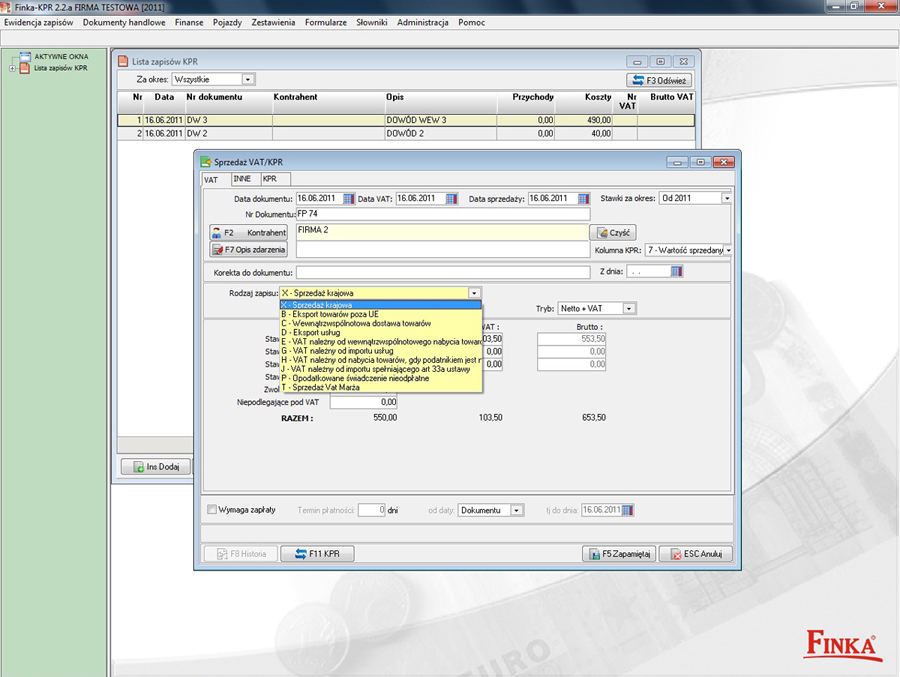 Finka-KPR 2.2.a FIRMA TESTOWA [2011]
Ewidencja zapisów Dokumenty handlowe Finanse Pojazdy Zestawienia Formularze Słowniki Administracja Pomoc
AKTYWNE OKNA
Lista zapisów KPR
Lista zapisów KPR
Za okres: Wszystkie F3 Odśwież
Nr Data Nr dokumentu Kontrahent Opis Przychody Koszty Nr VAT Brutto VAT
1 16.06.2011 DW 3 DOWÓD WEW 3 0,00 490,00
2 16.06.2011 DW 2 DOWÓD 2 0,00 40,00
Sprzedaż VAT/KPR
VAT INNE KPR
Data dokumentu: 16.06.2011 Data VAT: 16.06.2011 Data sprzedaży: 16.06.2011 Stawki za okres: Od 2011
Nr Dokumentu: FP 74
F2 Kontrahent FIRMA 2 Czyść
F7 Opis zdarzenia Kolumna KPR: 7 - Wartość sprzedany
Korekta do dokumentu: Z dnia: . .
Rodzaj zapisu: X - Sprzedaż krajowa
X - Sprzedaż krajowa
Tryb: Netto + VAT
B - Eksport towarów poza UE
C - Wewnątrzwspólnotowa dostawa towarów
VAT : Brutto :
D - Eksport usług
E - VAT należny od wewnątrzwspólnotowego nabycia towaró
Sta 03,50 553,50
G - VAT należny od importu usług
Sta 0,00 0,00
H - VAT należny od nabycia towarów, gdy podatnikiem jest n
Sta 0,00 0,00
J - VAT należny od importu spełniającego art 33a ustawy
P - Opodatkowane świadczenie nieodpłatne
Sta
T - Sprzedaż Vat Marża
Zwol
Niepodlegające pod VAT 0,00
RAZEM : 550,00 103,50 653,50
Ins Dodaj
Wymaga zapłaty Termin płatności: 0 dni od daty: Dokumentu tj do dnia: 16.06.2011
F8 Historia F11 KPR F5 Zapamiętaj ESC Anuluj
EURO
FINKA